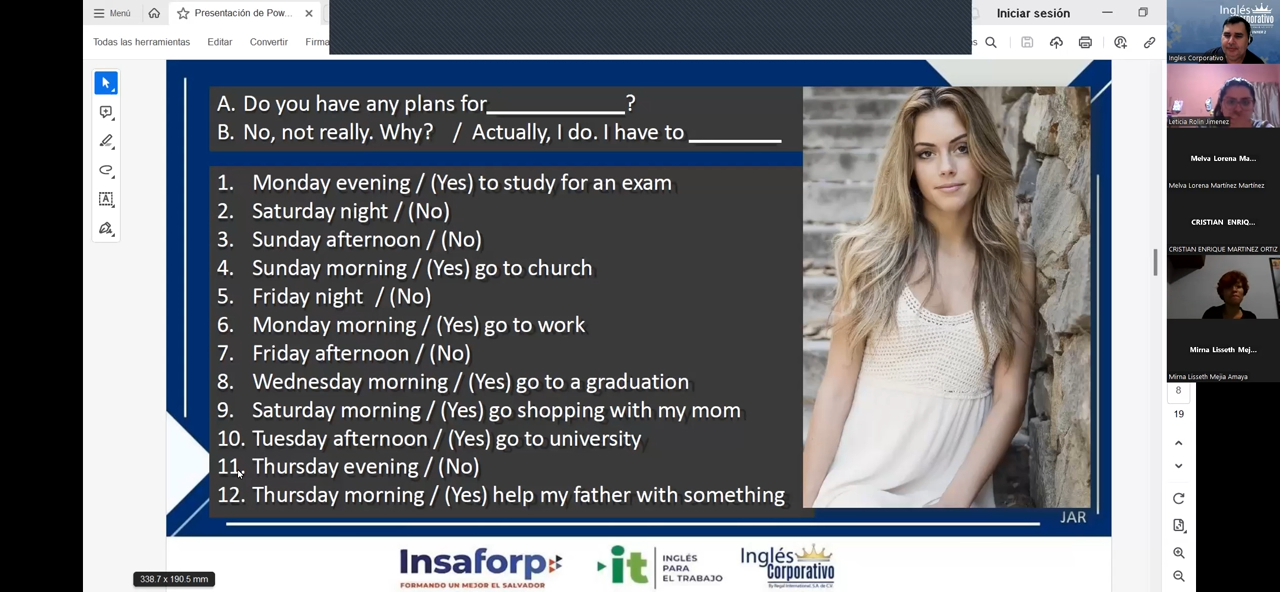 Menú
Presentación de Pow...
Iniciar sesión
Todas las herramientas
Editar
Convertir
Firma
A. Do you have any plans for____________?
B. No, not really. Why? / Actually, I do. I have to ________
1. Monday evening / (Yes) to study for an exam
2. Saturday night / (No)
3. Sunday afternoon / (No)
4. Sunday morning / (Yes) go to church
5. Friday night / (No)
6. Monday morning / (Yes) go to work
7. Friday afternoon / (No)
8. Wednesday morning / (Yes) go to a graduation
9. Saturday morning / (Yes) go shopping with my mom
10. Tuesday afternoon / (Yes) go to university
11. Thursday evening / (No)
12. Thursday morning / (Yes) help my father with something
JAR
Insaforp
FORMANDO UN MEJOR EL SALVADOR
it
INGLÉS
PARA
EL TRABAJO
Inglés
Corporativo
338.7 x 190.5 mm
8
19
Inglés
Corporativo
Ingles Corporativo
Leticia Rolin Jimenez
Melva Lorena Ma...
Melva Lorena Martínez Martínez
CRISTIAN ENRIQ...
CRISTIAN ENRIQUE MARTINEZ ORTIZ
Mirna Lisseth Mej...
Mirna Lisseth Mejia Amaya